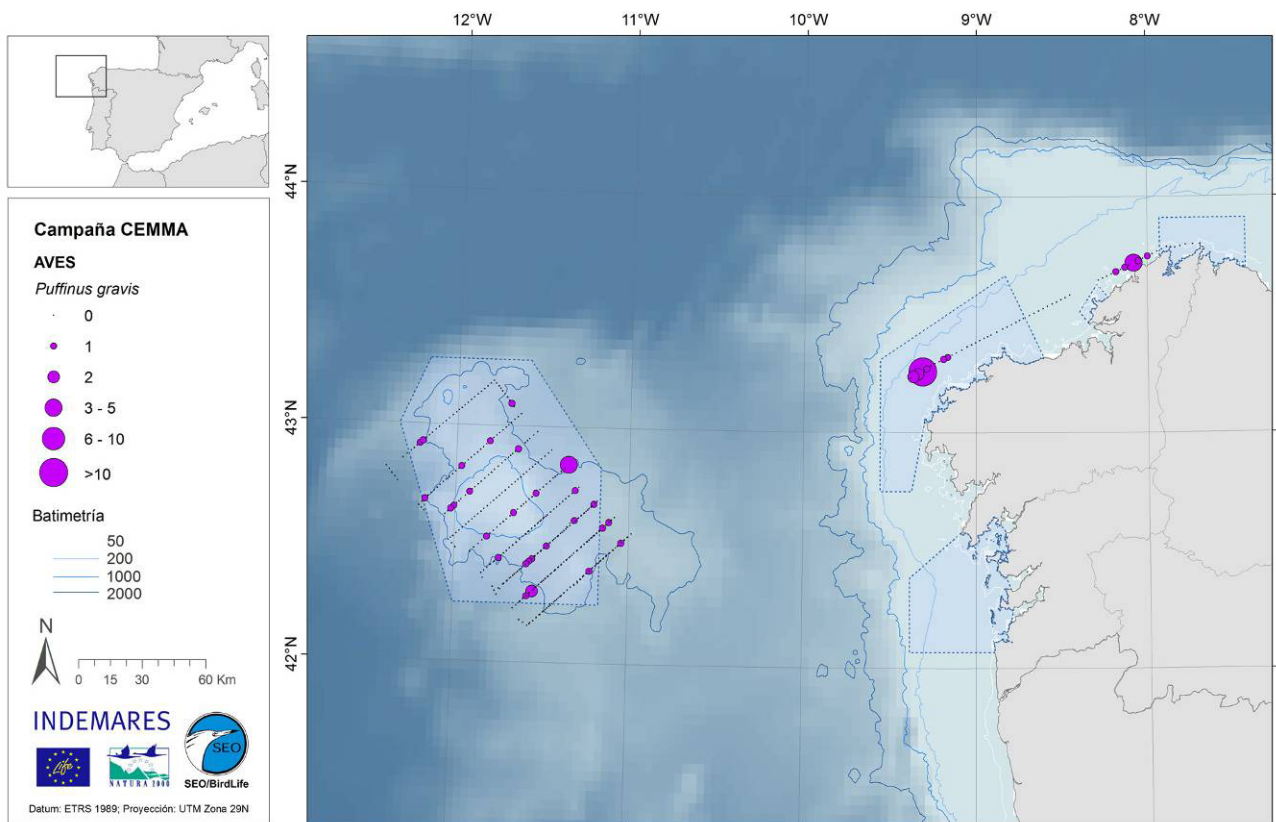 12°W 11°W 10°W 9°W 8°W
44°N
43°N
42°N
Campaña CEMMA
AVES
Puffinus gravis
0
1
2
3 - 5
6 - 10
>10
Batimetría
50
200
1000
2000
N
0 15 30 60 Km
INDEMARES
Life
NATURA 2000
SEO
SEO/BirdLife
Datum: ETRS 1989; Proyección: UTM Zona 29N